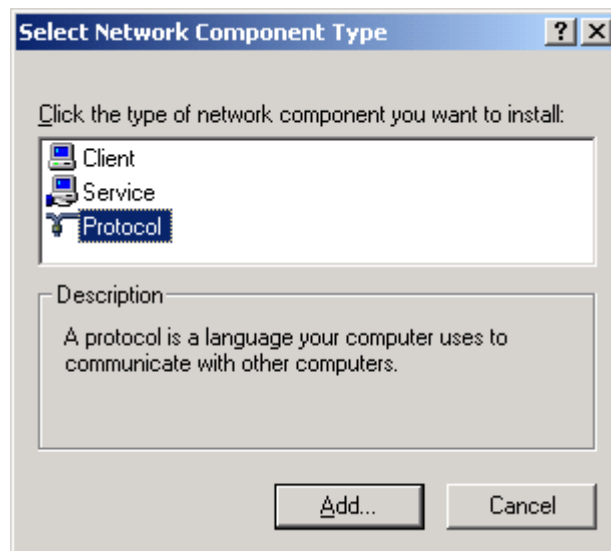 Select Network Component Type
Click the type of network component you want to install:
Client
Service
Protocol
Description
A protocol is a language your computer uses to
communicate with other computers.
Add... Cancel